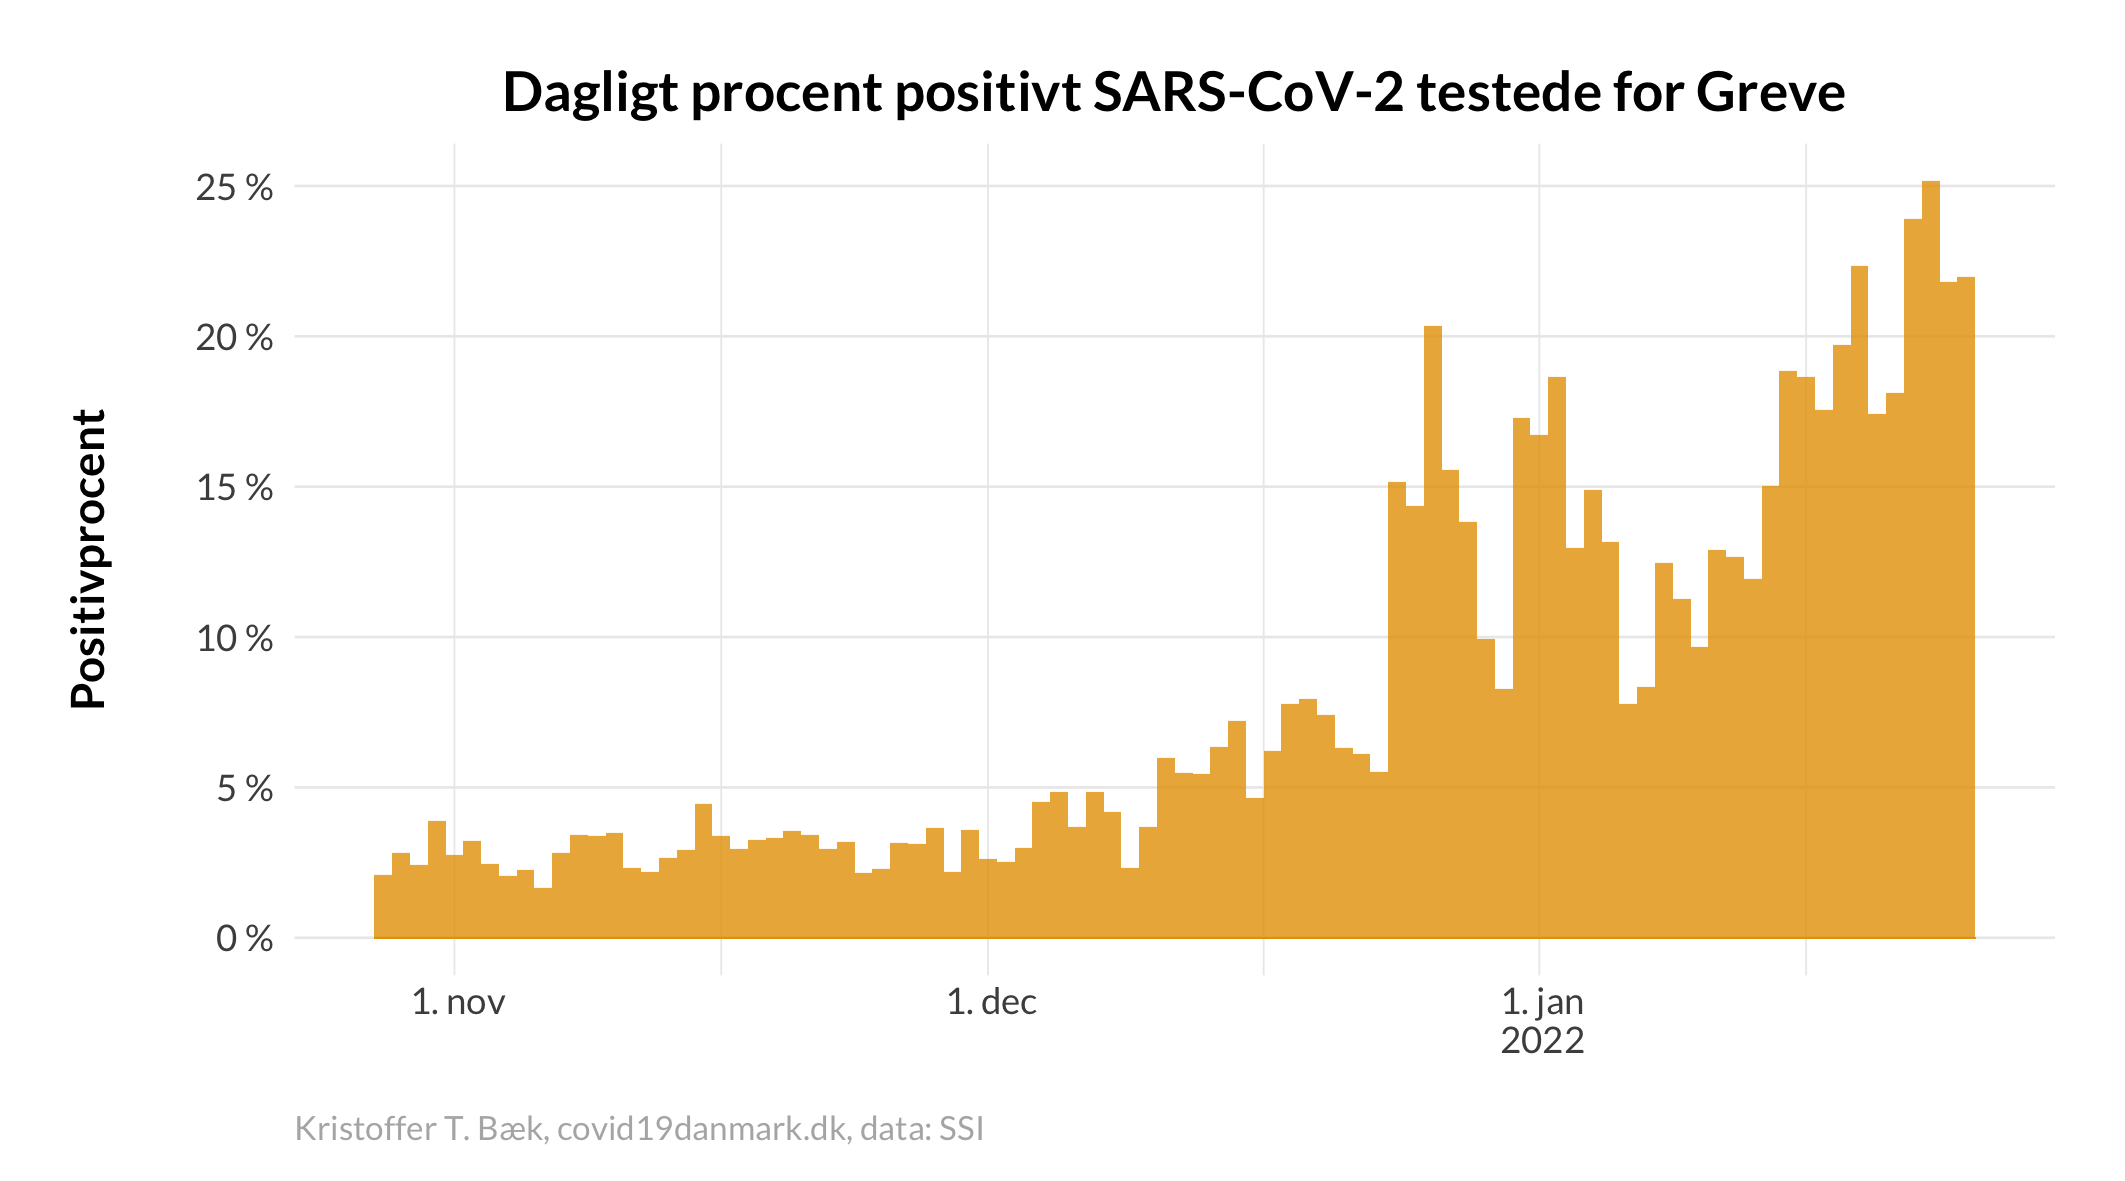 Dagligt procent positivt SARS-CoV-2 testede for Greve
Positivprocent
25 %
20 %
15 %
10 %
5 %
0 %
1. nov
1. dec
1. jan
2022
Kristoffer T. Bæk, covid19danmark.dk, data: SSI